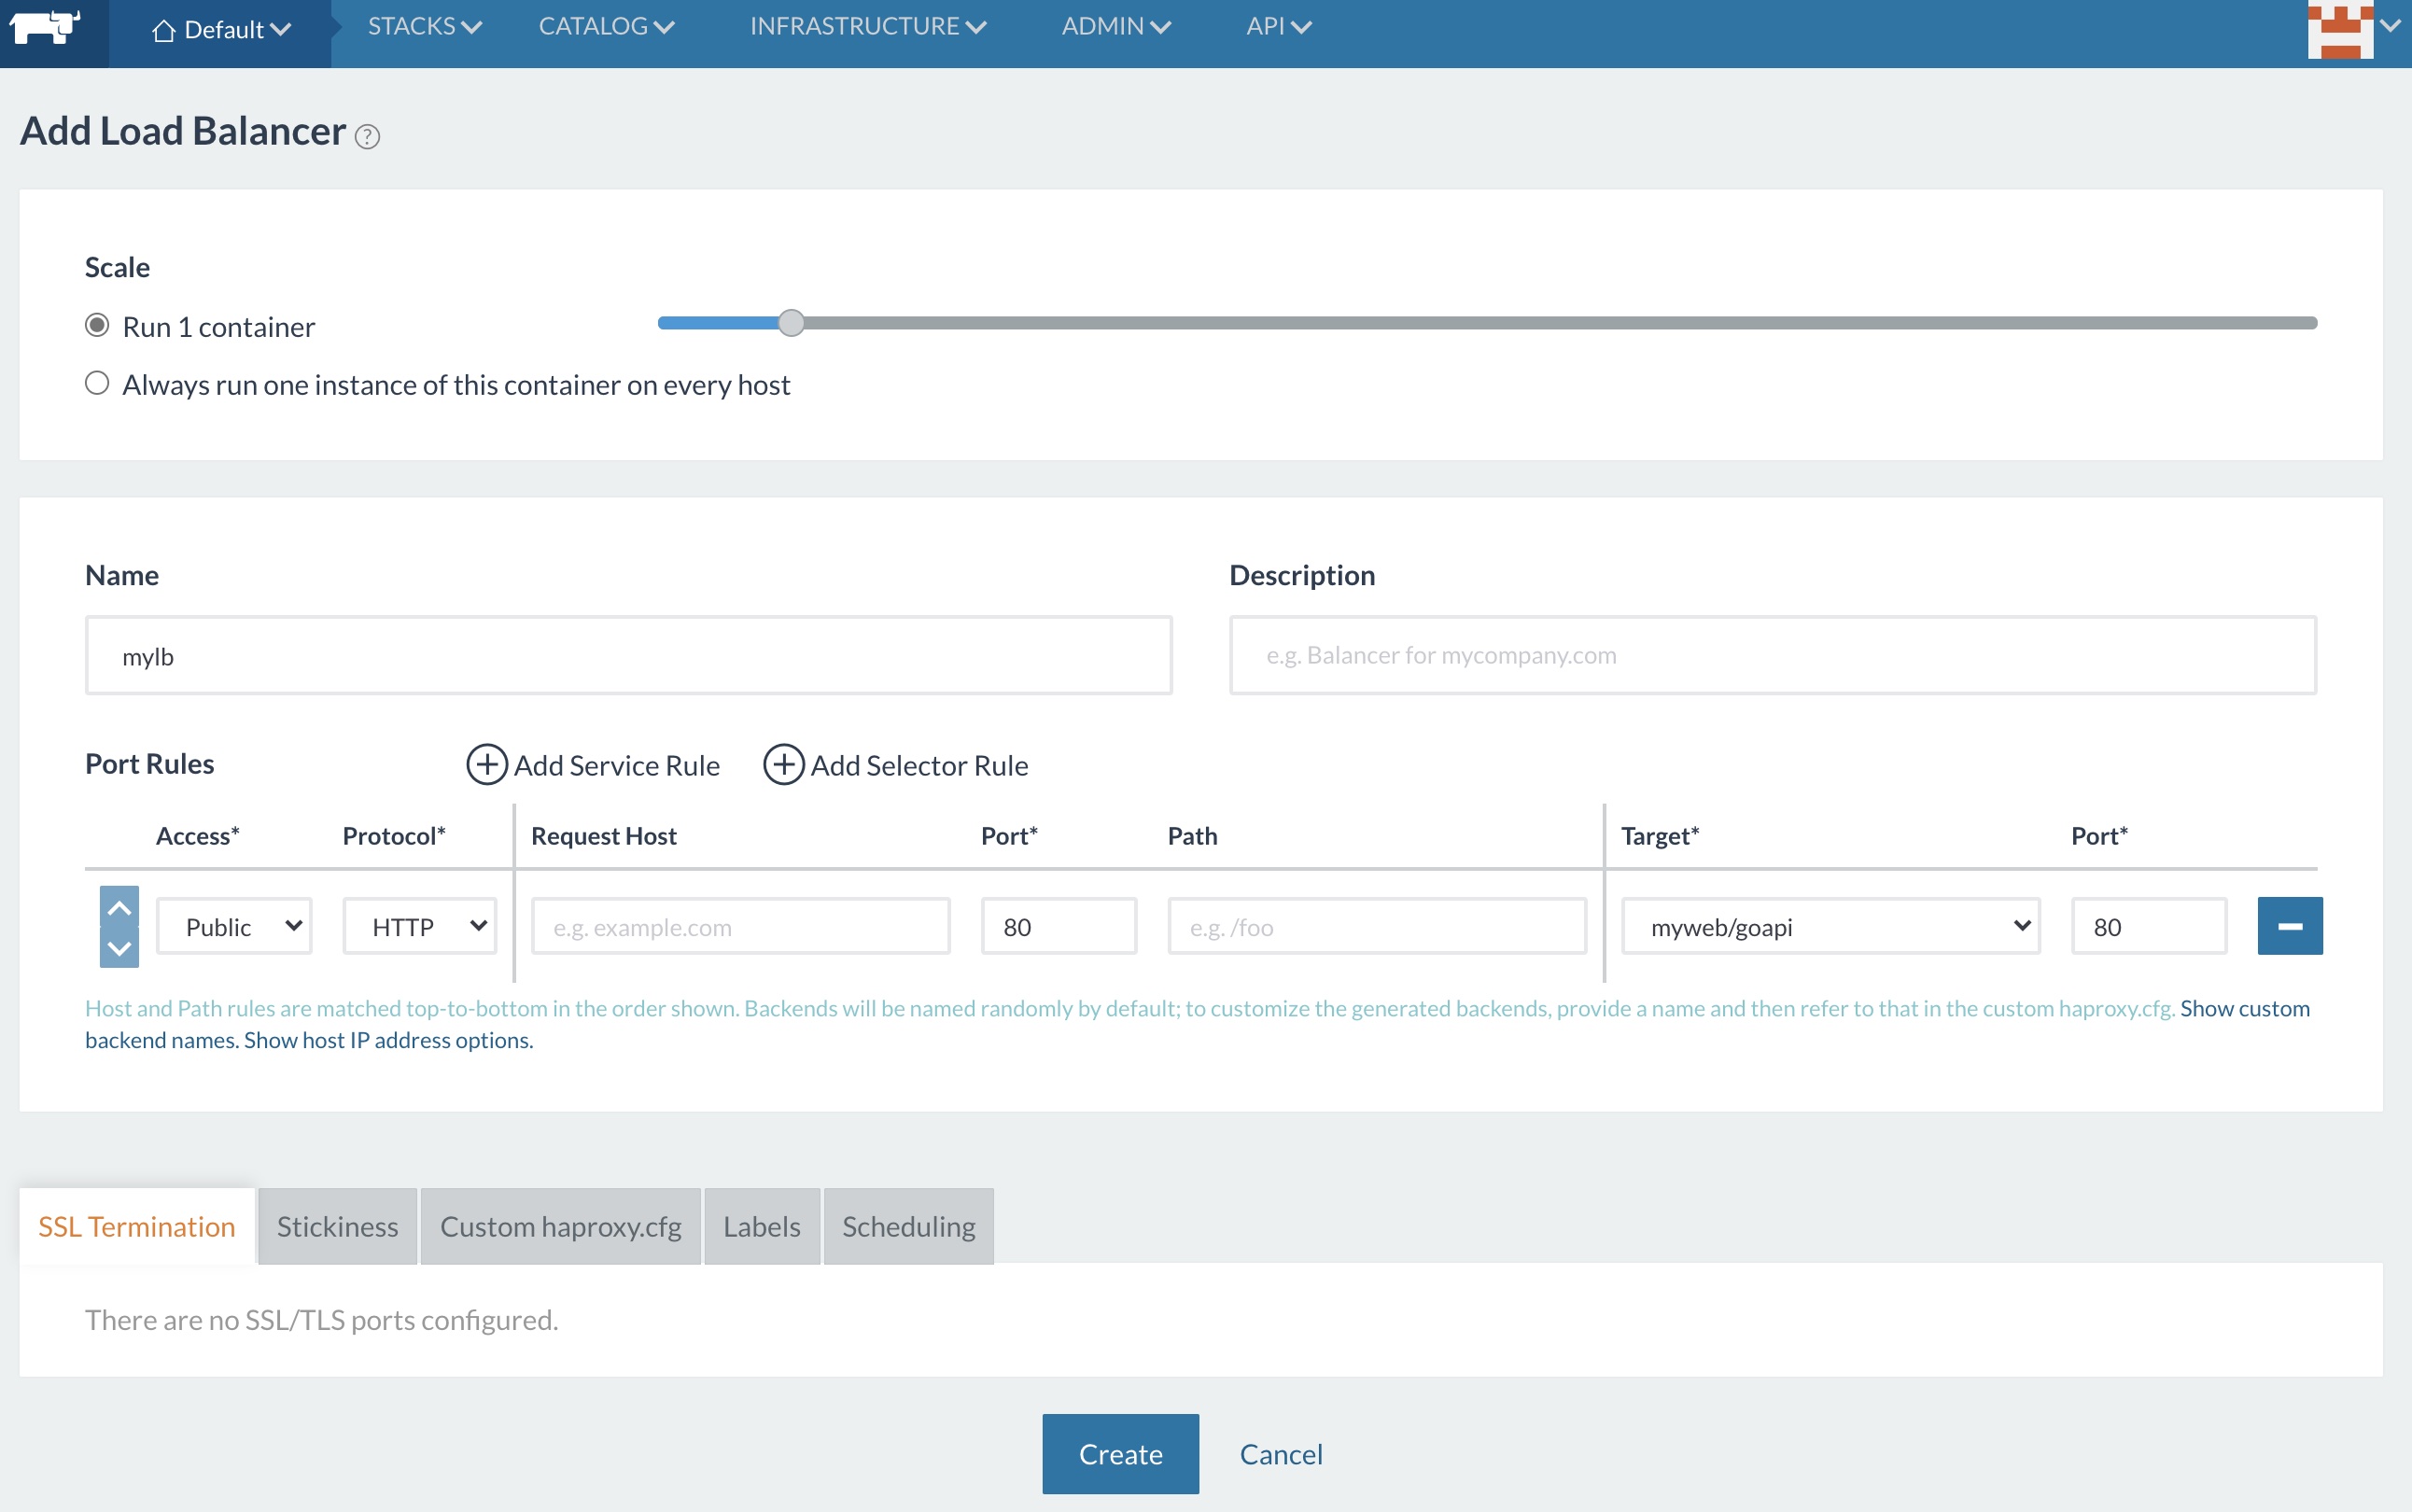 Default STACKS CATALOG INFRASTRUCTURE ADMIN API
Add Load Balancer ?
Scale
Run 1 container
Always run one instance of this container on every host
Name Description
mylb e.g. Balancer for mycompany.com
Port Rules Add Service Rule Add Selector Rule
Access* Protocol* Request Host Port* Path Target* Port*
Public HTTP e.g. example.com 80 e.g. /foo myweb/goapi 80
Host and Path rules are matched top-to-bottom in the order shown. Backends will be named randomly by default; to customize the generated backends, provide a name and then refer to that in the custom haproxy.cfg. Show custom
backend names. Show host IP address options.
SSL Termination Stickiness Custom haproxy.cfg Labels Scheduling
There are no SSL/TLS ports configured.
Create Cancel